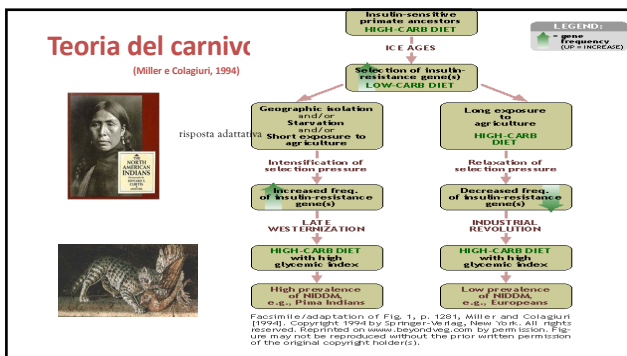 Teoria del carnivo
(Miller e Colagiuri, 1994)
risposta adattativa
THE
NORTH
AMERICAN
INDIANS
Insulin-sensitive
primate ancestors
HIGH-CARB DIET
LEGEND:
= gene
frequency
(UP = INCREASE)
ICE AGES
Selection of insulin-
resistance gene(s)
LOW-CARB DIET
Geographic isolation
and/or
Starvation
and/or
Short exposure to
agriculture
Long exposure
to
agriculture
HIGH-CARB
DIET
Intensification of
selection pressure
Relaxation of
selection pressure
Increased freq.
of insulin-resistance
gene(s)
Decreased freq.
of insulin-resistance
gene(s)
LATE
WESTERNIZATION
INDUSTRIAL
REVOLUTION
HIGH-CARB DIET
with high
glycemic index
HIGH-CARB DIET
with high
glycemic index
High prevalence
of NIDDM,
e.g., Pima Indians
Low prevalence
of NIDDM,
e.g., Europeans
Facsimile/adaptation of Fig. 1, p. 1281, Miller and Colagiuri
[1994]. Copyright 1994 by Springer-Verlag, New York. All rights
reserved. Reprinted on www.beyondveg.com by permission. Fig-
ure may not be reproduced without the prior written permission
of the original copyright holder(s).